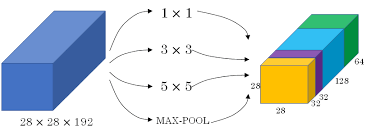 1 × 1
3 × 3
5 × 5
MAX-POOL
28 × 28 × 192
28
28
32
32
128
64